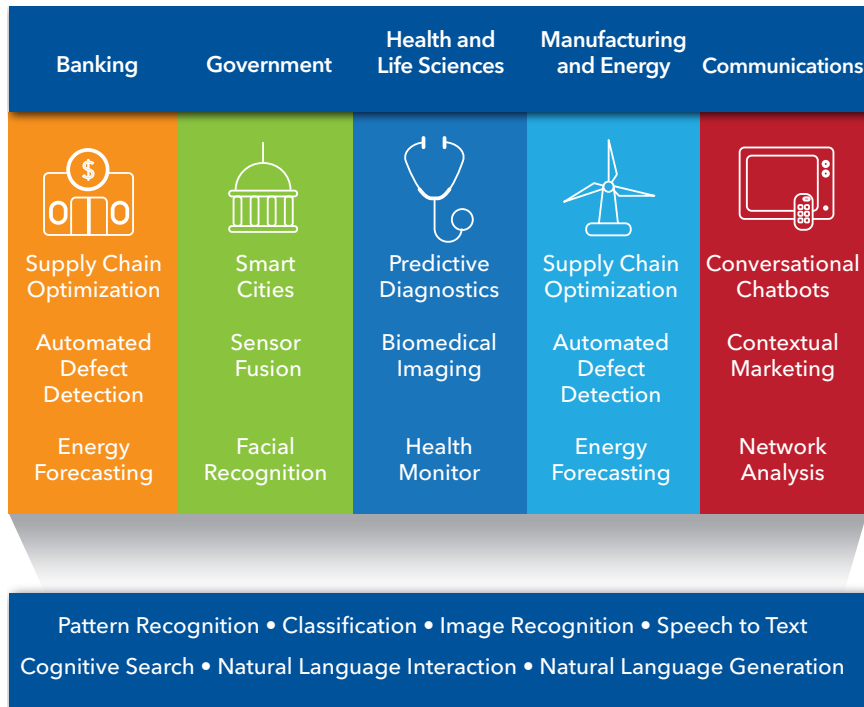 Banking
Government
Health and
Life Sciences
Manufacturing
and Energy
Communications
$
Supply Chain
Optimization
Automated
Defect
Detection
Energy
Forecasting
Smart
Cities
Sensor
Fusion
Facial
Recognition
Predictive
Diagnostics
Biomedical
Imaging
Health
Monitor
Supply Chain
Optimization
Automated
Defect
Detection
Energy
Forecasting
Conversational
Chatbots
Contextual
Marketing
Network
Analysis
Pattern Recognition • Classification • Image Recognition • Speech to Text
Cognitive Search • Natural Language Interaction • Natural Language Generation